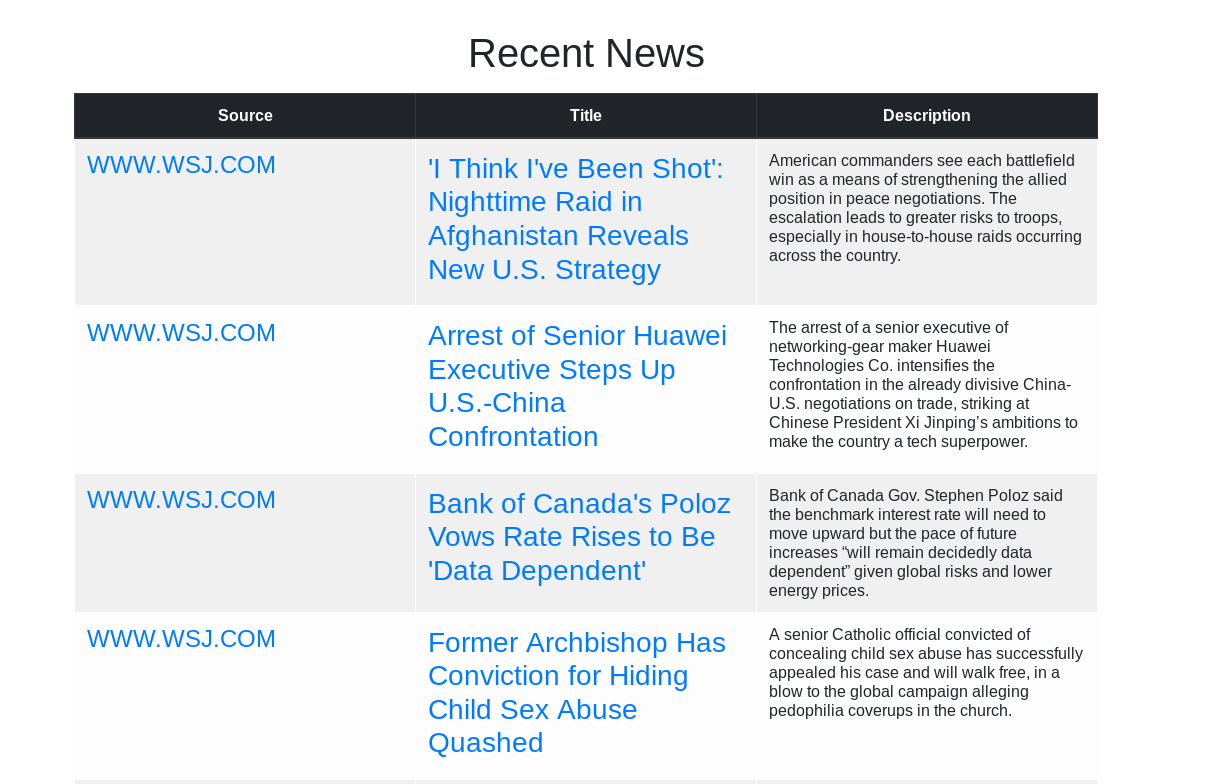 Recent News
Source Title Description
WWW.WSJ.COM
'I Think I've Been Shot':
Nighttime Raid in
Afghanistan Reveals
New U.S. Strategy
American commanders see each battlefield
win as a means of strengthening the allied
position in peace negotiations. The
escalation leads to greater risks to troops,
especially in house-to-house raids occurring
across the country.
WWW.WSJ.COM
Arrest of Senior Huawei
Executive Steps Up
U.S.-China
Confrontation
The arrest of a senior executive of
networking-gear maker Huawei
Technologies Co. intensifies the
confrontation in the already divisive China-
U.S. negotiations on trade, striking at
Chinese President Xi Jinping’s ambitions to
make the country a tech superpower.
WWW.WSJ.COM
Bank of Canada's Poloz
Vows Rate Rises to Be
'Data Dependent'
Bank of Canada Gov. Stephen Poloz said
the benchmark interest rate will need to
move upward but the pace of future
increases “will remain decidedly data
dependent” given global risks and lower
energy prices.
WWW.WSJ.COM
Former Archbishop Has
Conviction for Hiding
Child Sex Abuse
Quashed
A senior Catholic official convicted of
concealing child sex abuse has successfully
appealed his case and will walk free, in a
blow to the global campaign alleging
pedophilia coverups in the church.